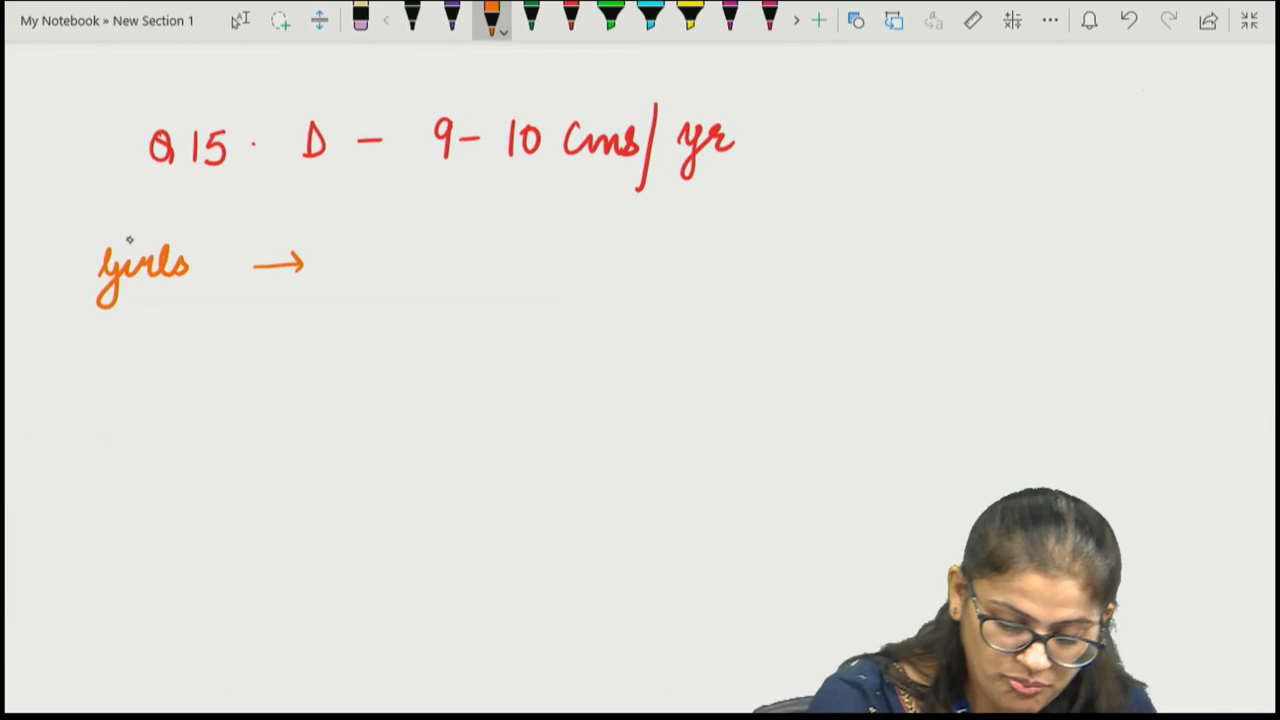 My Notebook » New Section 1
Q15. D - 9-10 Cms/yr
girls →